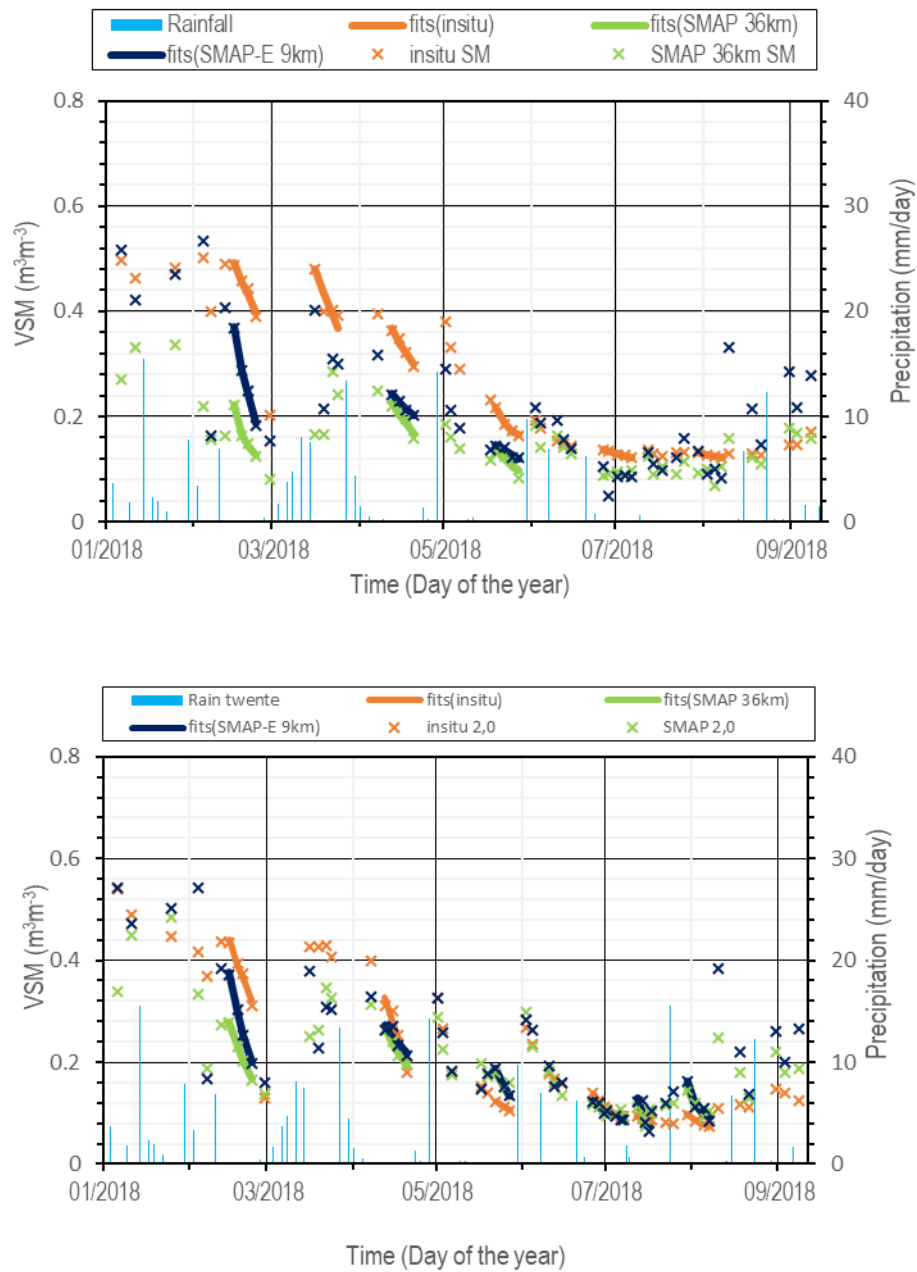 Rainfall fits(insitu) fits(SMAP 36km)
fits(SMAP-E 9km) insitu SM SMAP 36km SM
0.8 40
0.6 30
0.4 20
0.2 10
0 0
VSM (m³m⁻³)
Precipitation (mm/day)
01/2018 03/2018 05/2018 07/2018 09/2018
Time (Day of the year)
Rain twente fits(insitu) fits(SMAP 36km)
fits(SMAP-E 9km) insitu 2,0 SMAP 2,0
0.8 40
0.6 30
0.4 20
0.2 10
0 0
VSM (m³m⁻³)
Precipitation (mm/day)
01/2018 03/2018 05/2018 07/2018 09/2018
Time (Day of the year)